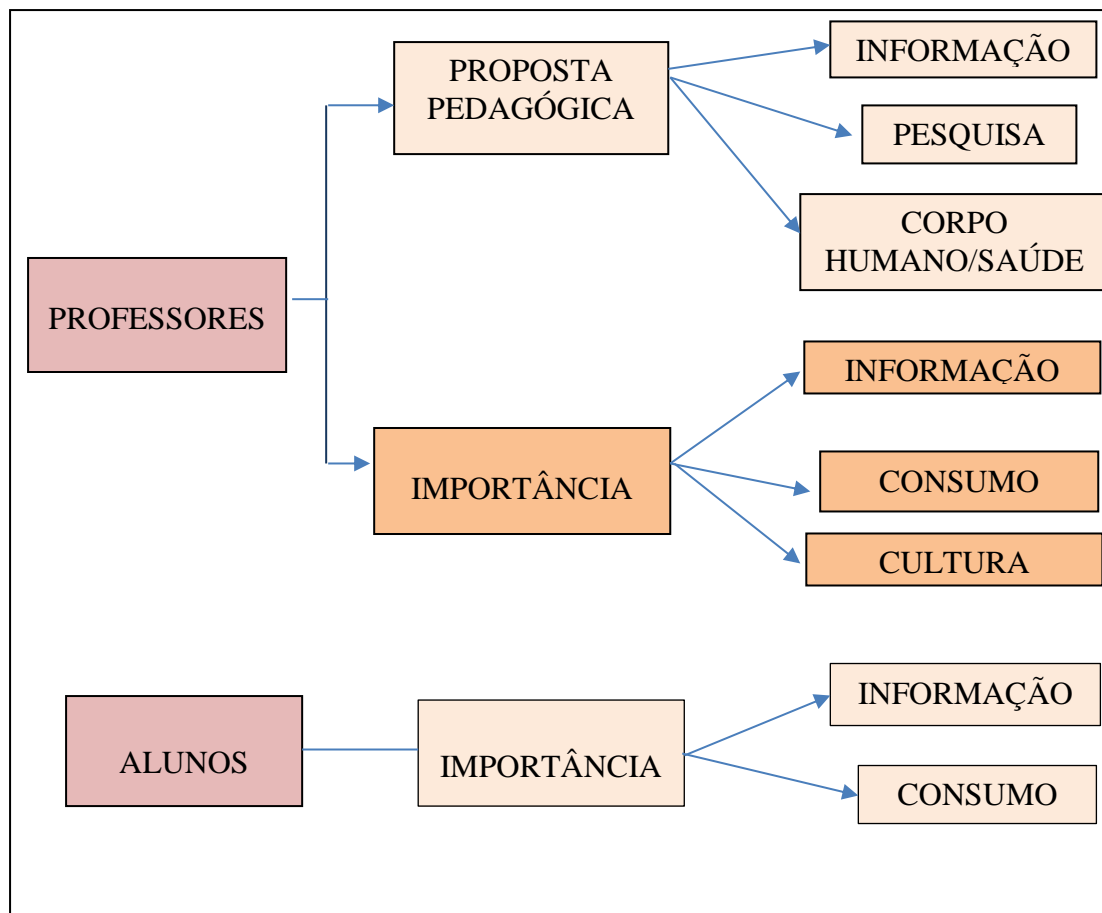 PROFESSORES
PROPOSTA
PEDAGÓGICA
INFORMAÇÃO
PESQUISA
CORPO
HUMANO/SAÚDE
IMPORTÂNCIA
INFORMAÇÃO
CONSUMO
CULTURA
ALUNOS
IMPORTÂNCIA
INFORMAÇÃO
CONSUMO